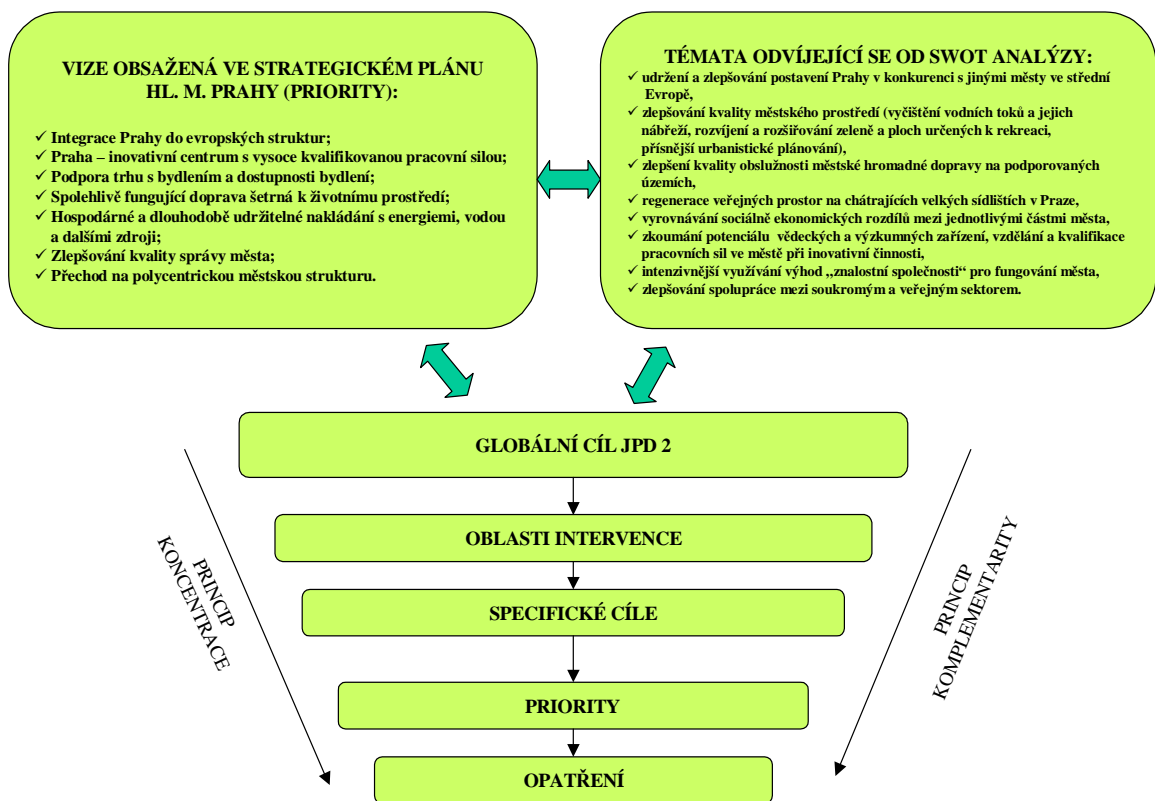 VIZE OBSAŽENÁ VE STRATEGICKÉM PLÁNU
HL. M. PRAHY (PRIORITY):
✓ Integrace Prahy do evropských struktur;
✓ Praha – inovativní centrum s vysoce kvalifikovanou pracovní silou;
✓ Podpora trhu s bydlením a dostupnosti bydlení;
✓ Spolehlivě fungující doprava šetrná k životnímu prostředí;
✓ Hospodárné a dlouhodobě udržitelné nakládání s energiemi, vodou
a dalšími zdroji;
✓ Zlepšování kvality správy města;
✓ Přechod na polycentrickou městskou strukturu.
TÉMATA ODVÍJEJÍCÍ SE OD SWOT ANALÝZY:
✓ udržení a zlepšování postavení Prahy v konkurenci s jinými městy ve střední
Evropě,
✓ zlepšování kvality městského prostředí (vyčištění vodních toků a jejich
nábřeží, rozvíjení a rozšiřování zeleně a ploch určených k rekreaci,
přísnější urbanistické plánování),
✓ zlepšení kvality obslužnosti městské hromadné dopravy na podporovaných
územích,
✓ regenerace veřejných prostor na chátrajících velkých sídlištích v Praze,
✓ vyrovnávání sociálně ekonomických rozdílů mezi jednotlivými částmi města,
✓ zkoumání potenciálu vědeckých a výzkumných zařízení, vzdělání a kvalifikace
pracovních sil ve městě při inovativní činnosti,
✓ intenzivnější využívání výhod „znalostní společnosti“ pro fungování města,
✓ zlepšování spolupráce mezi soukromým a veřejným sektorem.
GLOBÁLNÍ CÍL JPD 2
OBLASTI INTERVENCE
SPECIFICKÉ CÍLE
PRIORITY
OPATŘENÍ
PRINCIP
KONCENTRACE
PRINCIP
KOMPLEMENTARITY